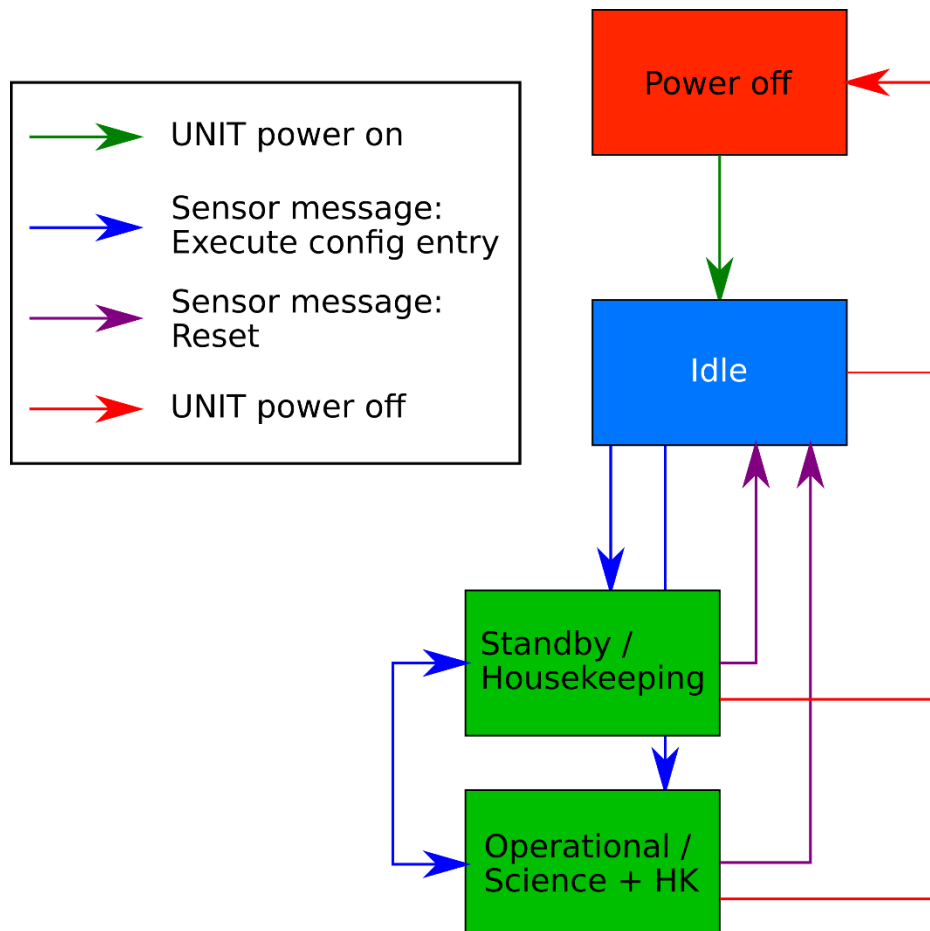 Power off
UNIT power on
Sensor message:
Execute config entry
Sensor message:
Reset
UNIT power off
Idle
Standby /
Housekeeping
Operational /
Science + HK